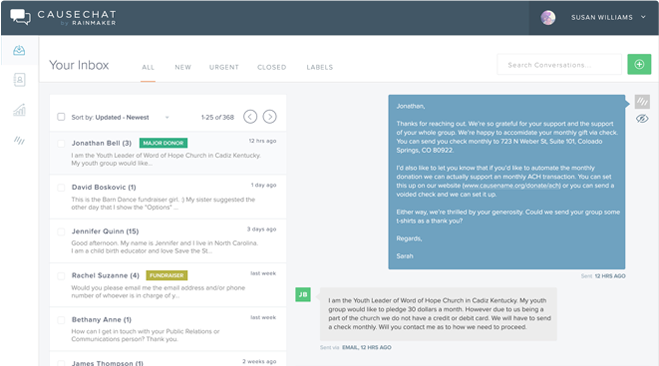 CAUSECHAT
by RAINMAKER
SUSAN WILLIAMS
Your Inbox
ALL NEW URGENT CLOSED LABELS
Search Conversations...
Sort by: Updated - Newest
1-25 of 368
Jonathan Bell (3) MAJOR DONOR 12 hrs ago
I am the Youth Leader of Word of Hope Church in Cadiz Kentucky.
My youth group would like...
David Boskovic (1) 1 day ago
This is the Barn Dance fundraiser girl. :) My sister suggested the
other day that I show the "Options" ...
Jennifer Quinn (15) 3 days ago
Good afternoon. My name is Jennifer and I live in North Carolina.
I am a child birth educator and love Save the St...
Rachel Suzanne (4) FUNDRAISER last week
Would you please email me the email address and/or phone
number of whoever is in charge of y...
Bethany Anne (1) last week
How can I get in touch with your Public Relations or
Communications person? Thank you.
James Thompson (1) 2 weeks ago
Jonathan,
Thanks for reaching out. We're so grateful for your support and the support
of your whole group. We're happy to accomidate your monthly gift via check.
You can send you check monthly to 723 N Weber St, Suite 101, Coloado
Springs, CO 80922.
I'd also like to let you know that if you'd like to automate the monthly
donation we can actually support an monthly ACH transaction. You can set
this up on our website (www.causename.org/donate/ach) or you can send a
voided check and we can set it up.
Either way, we're thrilled by your generosity. Could we send your group some
t-shirts as a thank you?
Regards,
Sarah
Sent: 12 HRS AGO
JB
I am the Youth Leader of Word of Hope Church in Cadiz Kentucky. My youth
group would like to pledge 30 dollars a month. However due to us being a
part of the church we do not have a credit or debit card. We will have to send
a check monthly. Will you contact me as to how we need to proceed.
Sent via: EMAIL, 12 HRS AGO